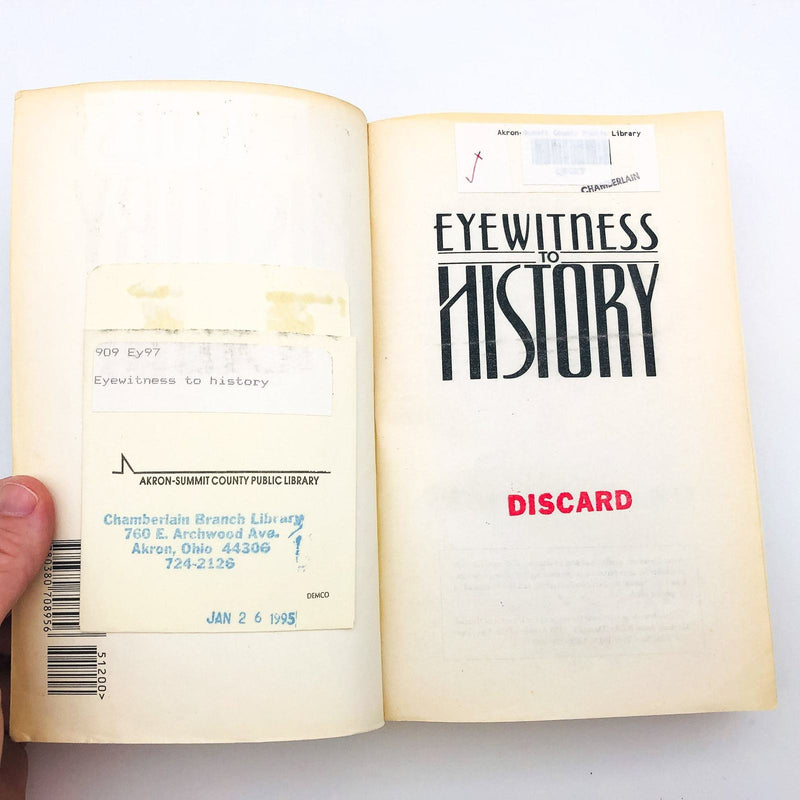 909 Ey97
Eyewitness to history
AKRON-SUMMIT COUNTY PUBLIC LIBRARY
Chamberlain Branch Library
760 E. Archwood Ave.
Akron, Ohio 44306
724-2126
DEMCO
JAN 2 6 1995
51200>
Akron-Summit County Public Library
CHAMBERLAIN
EYEWITNESS
TO
HISTORY
DISCARD